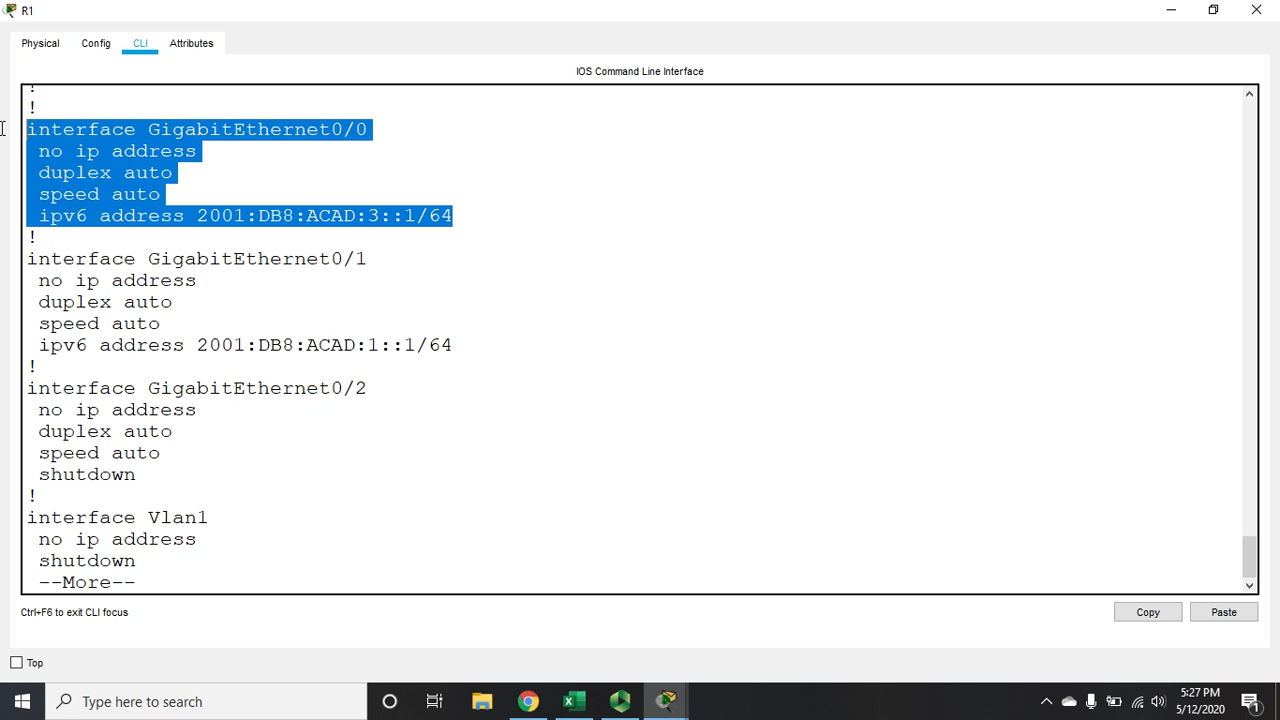 R1
Physical
Config
CLI
Attributes
IOS Command Line Interface
!
!
interface GigabitEthernet0/0
 no ip address
 duplex auto
 speed auto
 ipv6 address 2001:DB8:ACAD:3::1/64
!
interface GigabitEthernet0/1
 no ip address
 duplex auto
 speed auto
 ipv6 address 2001:DB8:ACAD:1::1/64
!
interface GigabitEthernet0/2
 no ip address
 duplex auto
 speed auto
 shutdown
!
interface Vlan1
 no ip address
 shutdown
 --More--
Ctrl+F6 to exit CLI focus
Copy
Paste
Top
Type here to search
5:27 PM
5/12/2020
1